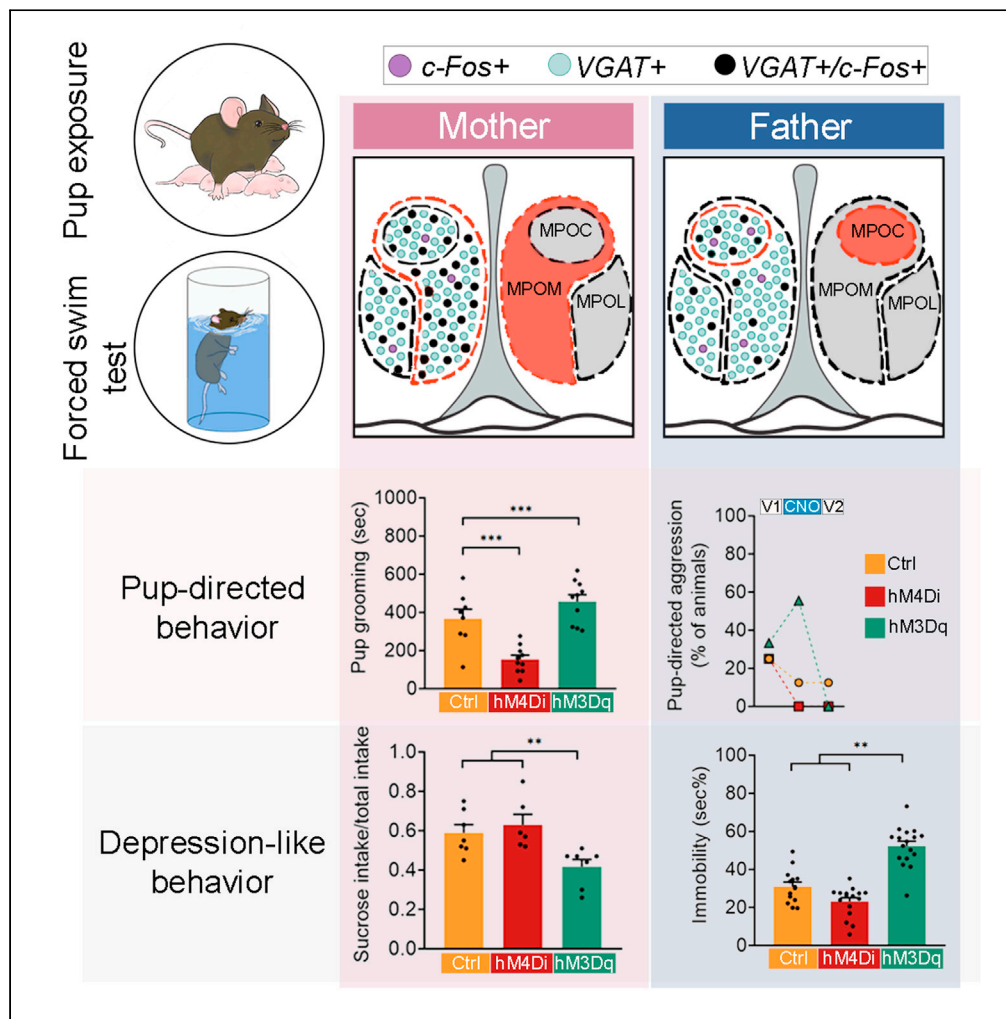 c-Fos+ VGAT+ VGAT+/c-Fos+
Pup exposure
Mother
Father
MPOC
MPOM
MPOL
MPOC
MPOM
MPOL
Forced swim
test
Pup-directed
behavior
Pup grooming (sec)
1000
800
600
400
200
0
***
***
Ctrl hM4Di hM3Dq
V1 CNO V2
Pup-directed aggression
(% of animals)
100
80
60
40
20
0
Ctrl
hM4Di
hM3Dq
Depression-like
behavior
Sucrose intake/total intake
1.0
0.8
0.6
0.4
0.2
0.0
**
Ctrl hM4Di hM3Dq
Immobility (sec%)
100
80
60
40
20
0
**
Ctrl hM4Di hM3Dq